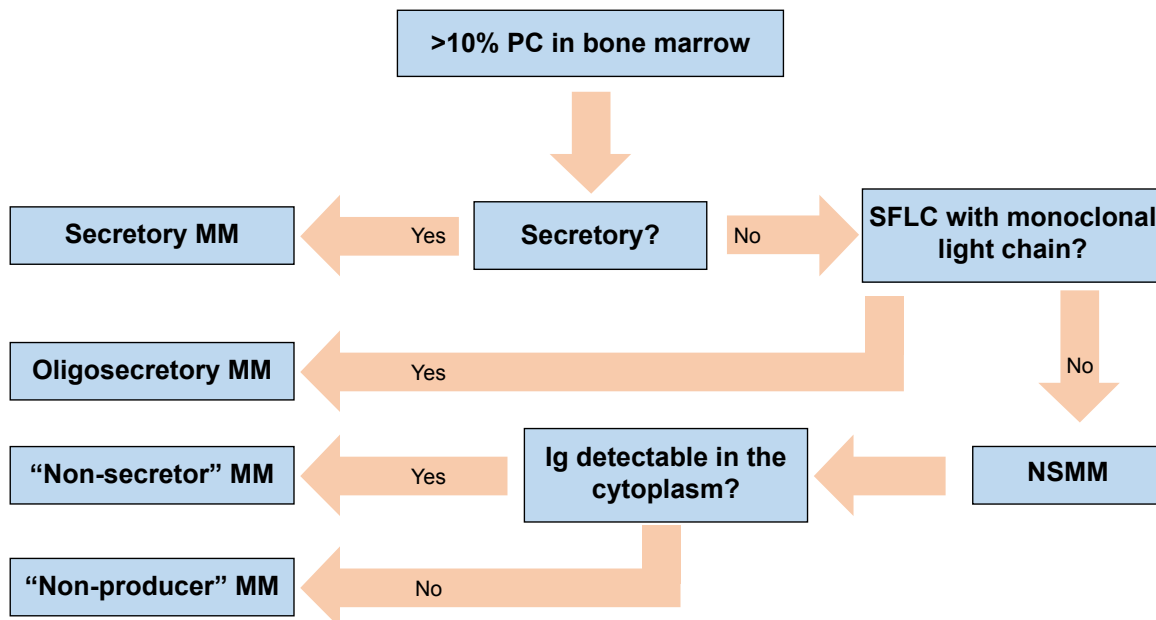 >10% PC in bone marrow
Secretory MM
Yes
Secretory?
No
SFLC with monoclonal
light chain?
Oligosecretory MM
Yes
No
“Non-secretor” MM
Yes
Ig detectable in the
cytoplasm?
NSMM
“Non-producer” MM
No